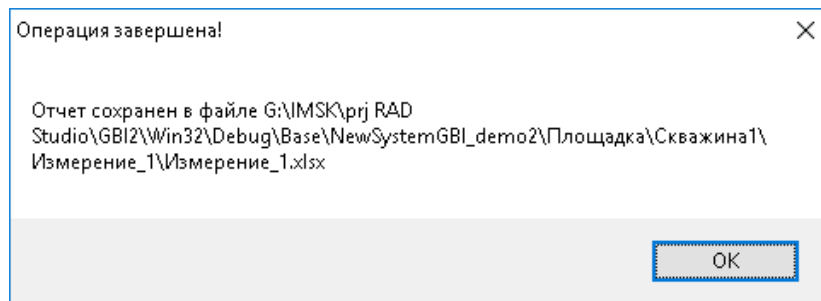 Операция завершена!
Отчет сохранен в файле G:\IMSK\prj RAD
Studio\GBI2\Win32\Debug\Base\NewSystemGBI_demo2\Площадка\Скважина1\
Измерение_1\Измерение_1.xlsx
OK